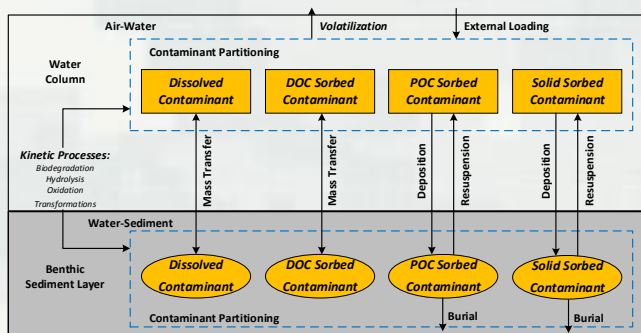 Air-Water
Volatilization
External Loading
Contaminant Partitioning
Water
Column
Dissolved
Contaminant
DOC Sorbed
Contaminant
POC Sorbed
Contaminant
Solid Sorbed
Contaminant
Kinetic Processes:
Biodegradation
Hydrolysis
Oxidation
Transformations
Mass Transfer
Mass Transfer
Deposition
Resuspension
Deposition
Resuspension
Water-Sediment
Benthic
Sediment Layer
Dissolved
Contaminant
DOC Sorbed
Contaminant
POC Sorbed
Contaminant
Solid Sorbed
Contaminant
Contaminant Partitioning
Burial
Burial